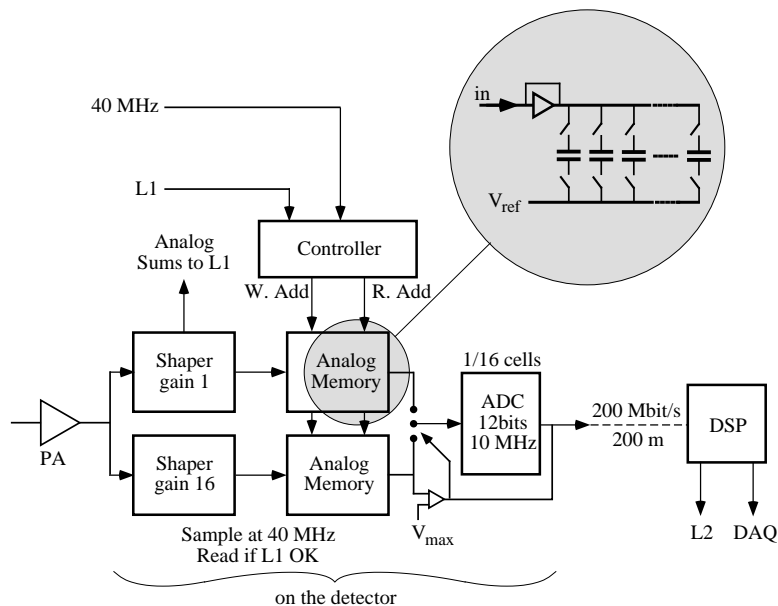 in
40 MHz
L1
V_ref
Controller
Analog
Sums to L1
W. Add
R. Add
1/16 cells
Shaper
gain 1
Analog
Memory
ADC
12bits
10 MHz
200 Mbit/s
200 m
DSP
PA
Shaper
gain 16
Analog
Memory
V_max
L2
DAQ
Sample at 40 MHz
Read if L1 OK
on the detector